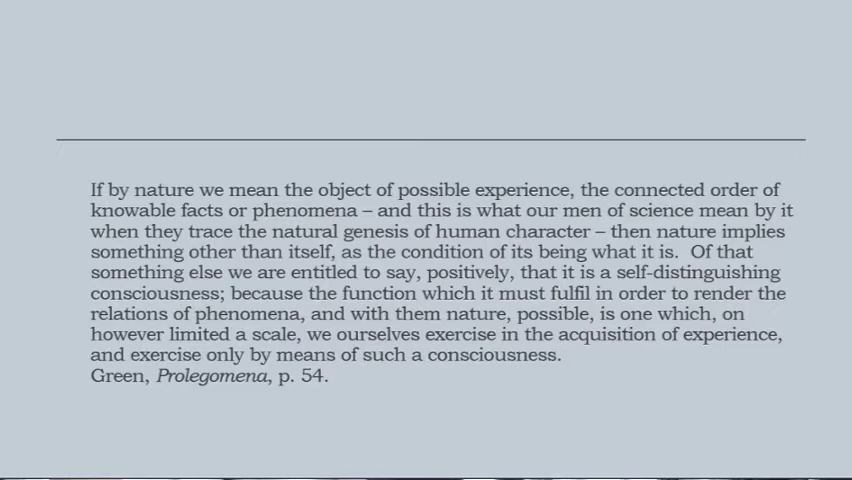 If by nature we mean the object of possible experience, the connected order of
knowable facts or phenomena – and this is what our men of science mean by it
when they trace the natural genesis of human character – then nature implies
something other than itself, as the condition of its being what it is.  Of that
something else we are entitled to say, positively, that it is a self-distinguishing
consciousness; because the function which it must fulfil in order to render the
relations of phenomena, and with them nature, possible, is one which, on
however limited a scale, we ourselves exercise in the acquisition of experience,
and exercise only by means of such a consciousness.
Green, Prolegomena, p. 54.